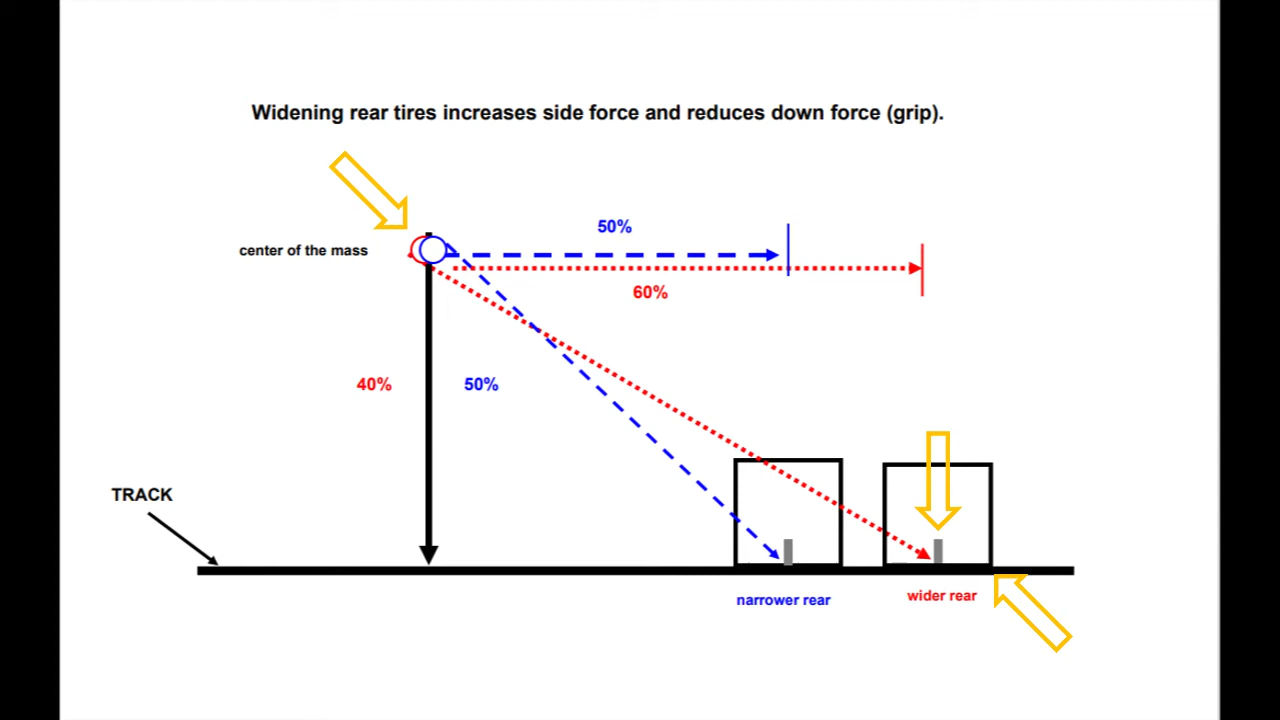 Widening rear tires increases side force and reduces down force (grip).
50%
center of the mass
60%
40%
50%
TRACK
narrower rear
wider rear